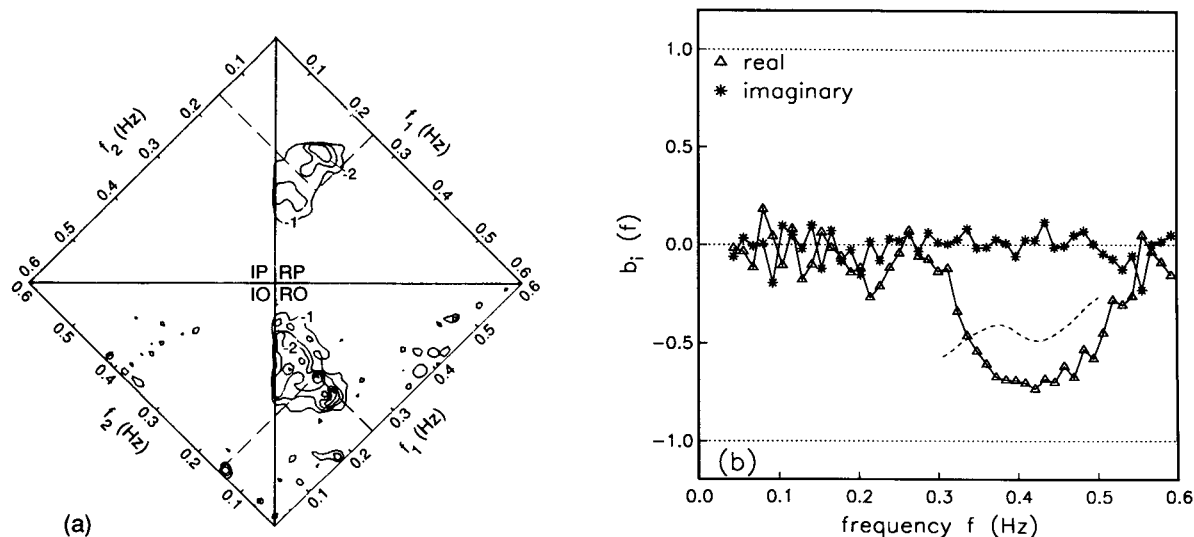 0.1 0.1
0.2 0.2
0.3 0.3
0.4 0.4
0.5 0.5
0.6 0.6
f2 (Hz) f1 (Hz)
-2
-1
IP RP
IO RO
0.6 0.6
-1
-2
0.5 0.5
0.4 0.4
0.3 0.3
0.2 0.2
0.1 0.1
f2 (Hz) f1 (Hz)
(a)
1.0
0.5
0.0
-0.5
-1.0
bi (f)
real
imaginary
(b)
0.0 0.1 0.2 0.3 0.4 0.5 0.6
frequency f (Hz)